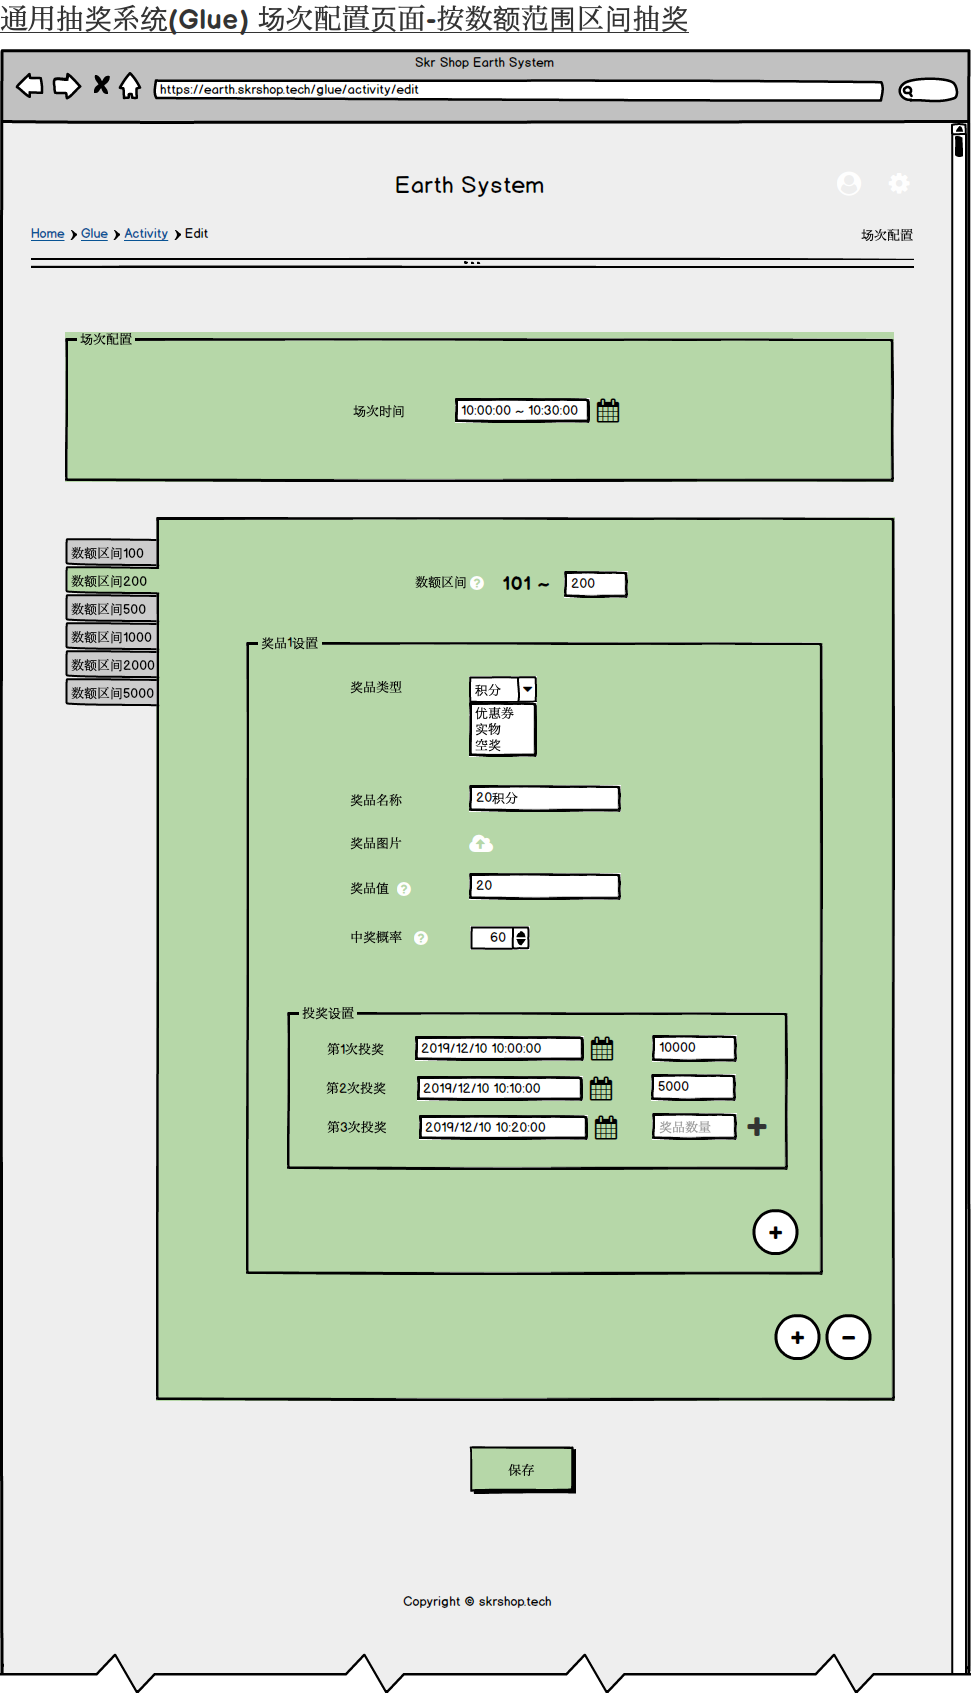 通用抽奖系统(Glue) 场次配置页面-按数额范围区间抽奖
Skr Shop Earth System
https://earth.skrshop.tech/glue/activity/edit
Earth System
Home > Glue > Activity > Edit
场次配置
场次配置
场次时间 10:00:00 ~ 10:30:00
数额区间100
数额区间200
数额区间500
数额区间1000
数额区间2000
数额区间5000
数额区间 ? 101 ~ 200
奖品1设置
奖品类型 积分
优惠券
实物
空奖
奖品名称 20积分
奖品图片
奖品值 ? 20
中奖概率 ? 60
投奖设置
第1次投奖 2019/12/10 10:00:00 10000
第2次投奖 2019/12/10 10:10:00 5000
第3次投奖 2019/12/10 10:20:00 奖品数量
保存
Copyright © skrshop.tech